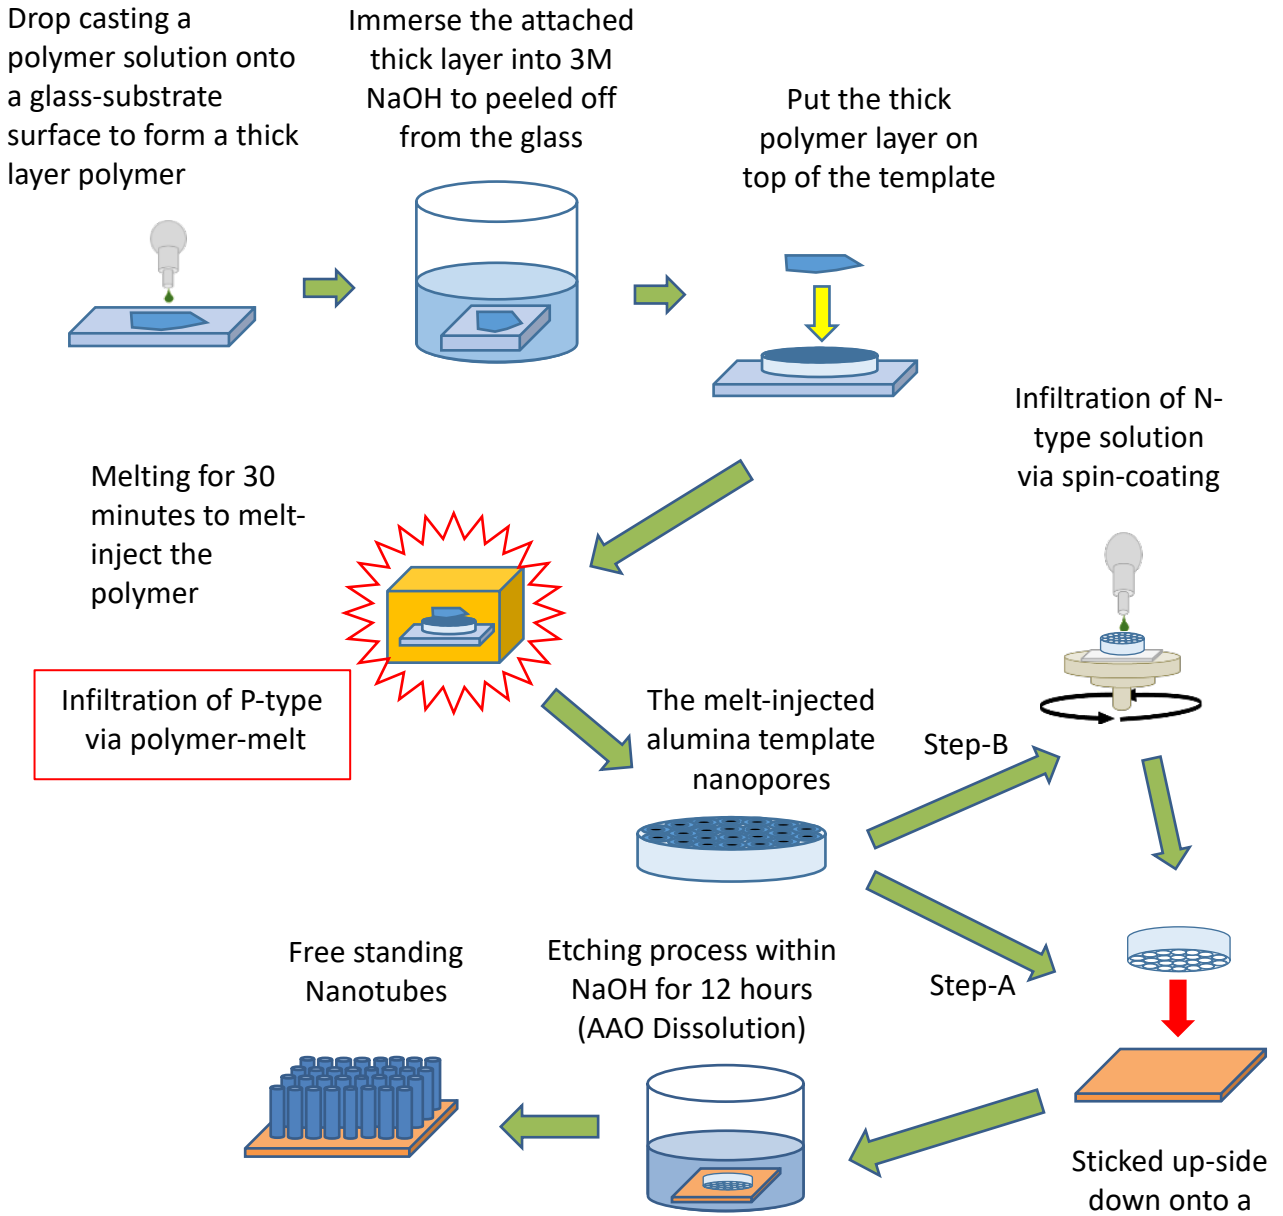 Drop casting a
polymer solution onto
a glass-substrate
surface to form a thick
layer polymer
Immerse the attached
thick layer into 3M
NaOH to peeled off
from the glass
Put the thick
polymer layer on
top of the template
Infiltration of N-
type solution
via spin-coating
Melting for 30
minutes to melt-
inject the
polymer
Infiltration of P-type
via polymer-melt
The melt-injected
alumina template
nanopores
Step-B
Step-A
Free standing
Nanotubes
Etching process within
NaOH for 12 hours
(AAO Dissolution)
Sticked up-side
down onto a